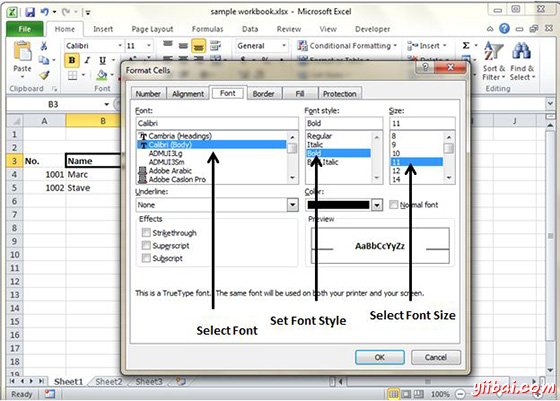 sample workbook.xlsx - Microsoft Excel
File Home Insert Page Layout Formulas Data Review View
Calibri 11 General Conditional Formatting Insert Σ
Paste B I U Delete Sort & Find &
Filter Select
Clipboard Font Editing
B3
A B
1
2
3 No. Name
4 1001 Marc
5 1002 Stave
6
7
8
9
10
11
12
13
14
15
16
17
Format Cells
Number Alignment Font Border Fill Protection
Font: Font style: Size:
Calibri Bold 11
Cambria (Headings) Regular 8
Calibri (Body) Italic 9
ADMUI3Lg Bold 10
ADMUI3Sm Bold Italic 11
Adobe Arabic 12
Adobe Caslon Pro 14
Underline: Color:
None Normal font
Effects Preview
Strikethrough
Superscript AaBbCcYyZz
Subscript
This is a TrueType font. The same font will be used on both your printer and your screen.
Select Font Set Font Style Select Font Size
OK Cancel
Sheet1 Sheet2 Sheet3
Ready 100%
yiibai.com